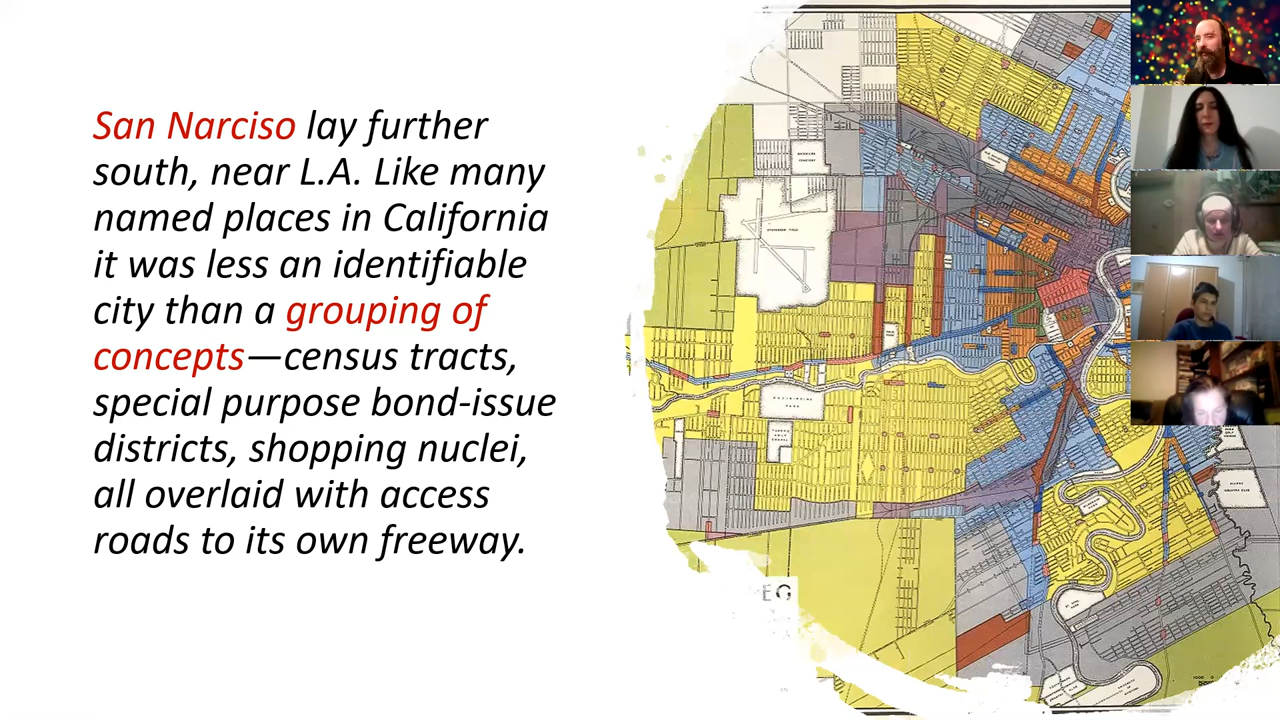 San Narciso lay further
south, near L.A. Like many
named places in California
it was less an identifiable
city than a grouping of
concepts—census tracts,
special purpose bond-issue
districts, shopping nuclei,
all overlaid with access
roads to its own freeway.